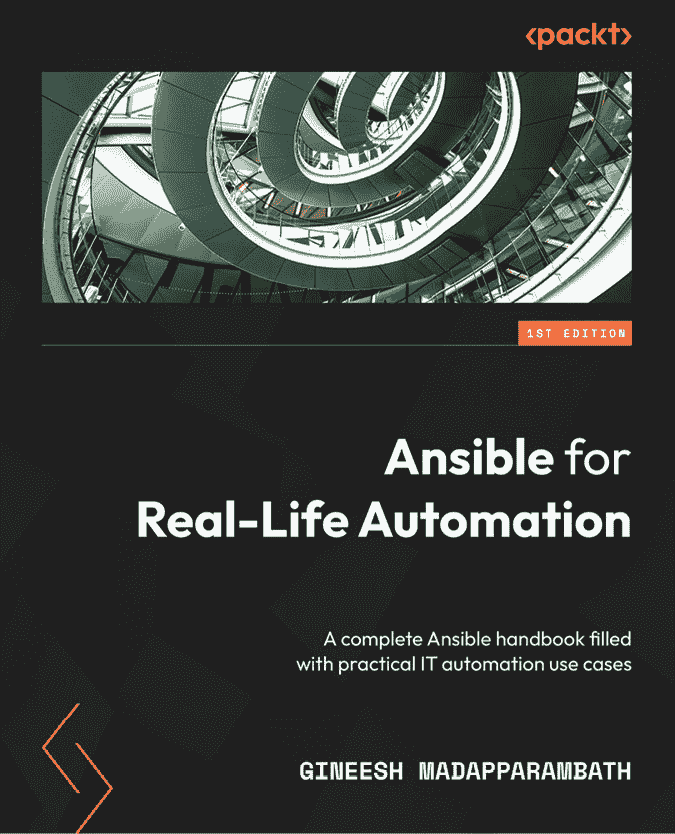 <packt>
1ST EDITION
Ansible for
Real-Life Automation
A complete Ansible handbook filled
with practical IT automation use cases
GINEESH MADAPPARAMBATH